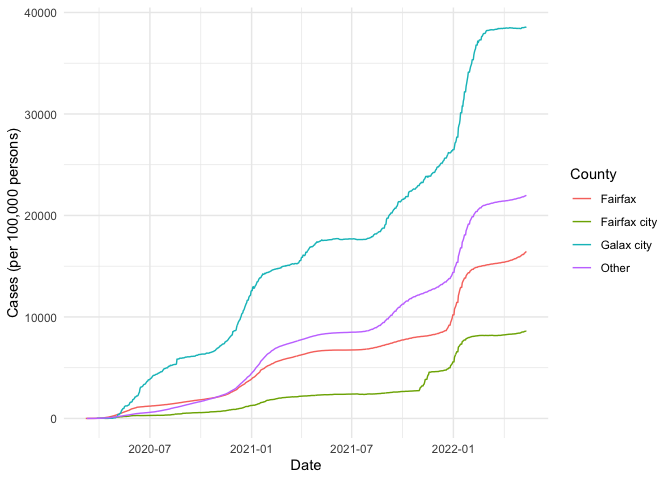 40000
30000
20000
10000
0
Cases (per 100,000 persons)
2020-07 2021-01 2021-07 2022-01
Date
County
Fairfax
Fairfax city
Galax city
Other